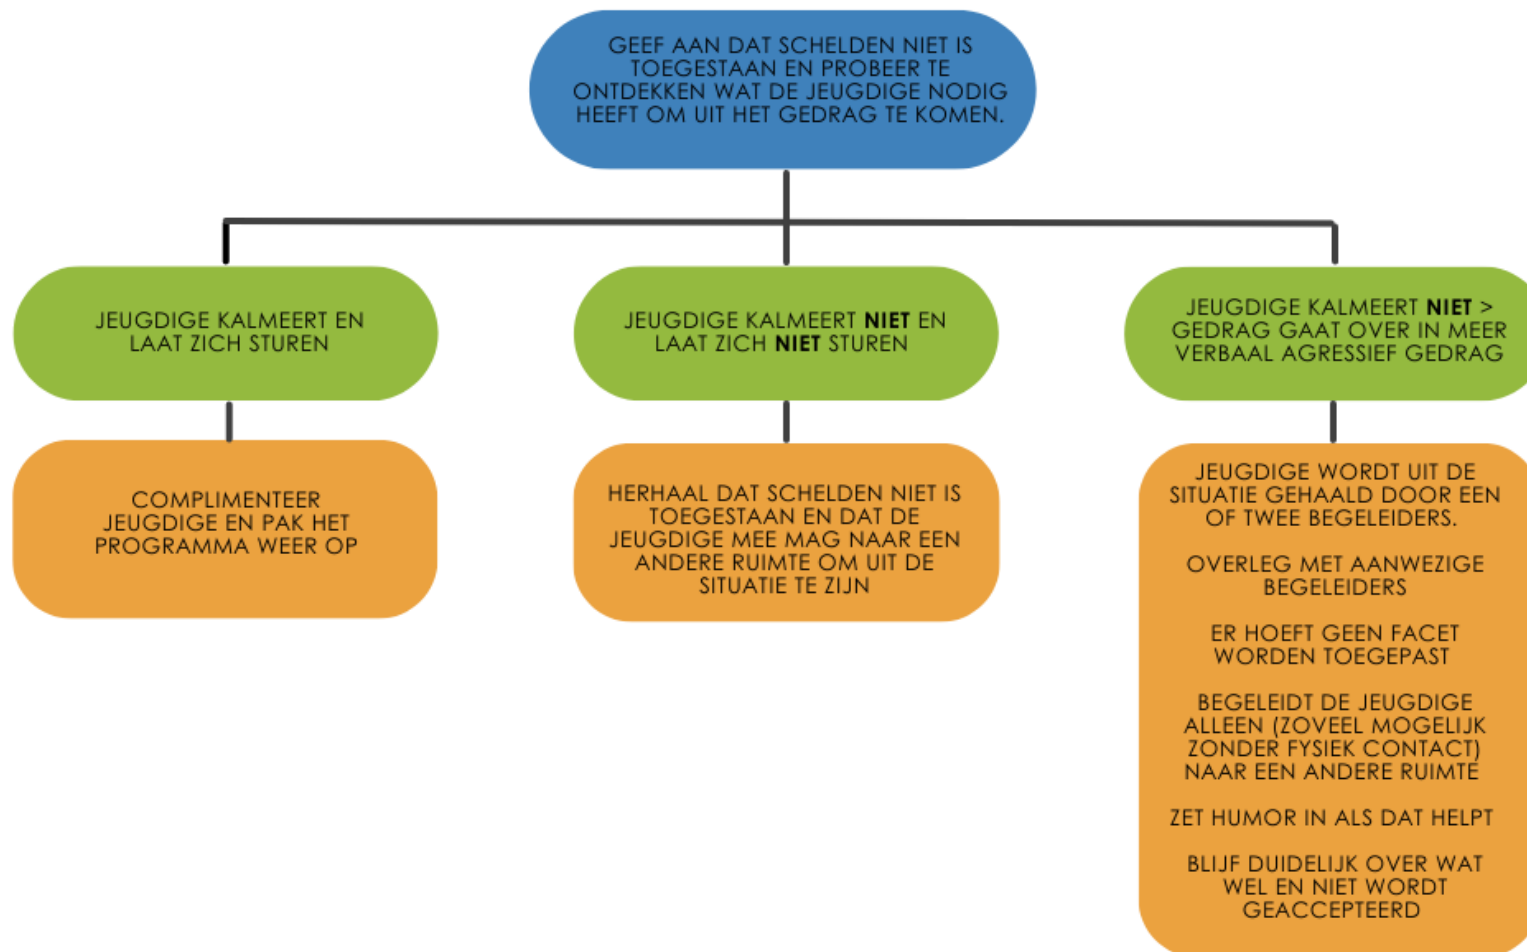 GEEF AAN DAT SCHELDEN NIET IS
TOEGESTAAN EN PROBEER TE
ONTDEKKEN WAT DE JEUGDIGE NODIG
HEEFT OM UIT HET GEDRAG TE KOMEN.
JEUGDIGE KALMEERT EN
LAAT ZICH STUREN
JEUGDIGE KALMEERT NIET EN
LAAT ZICH NIET STUREN
JEUGDIGE KALMEERT NIET >
GEDRAG GAAT OVER IN MEER
VERBAAL AGRESSIEF GEDRAG
COMPLIMENTEER
JEUGDIGE EN PAK HET
PROGRAMMA WEER OP
HERHAAL DAT SCHELDEN NIET IS
TOEGESTAAN EN DAT DE
JEUGDIGE MEE MAG NAAR EEN
ANDERE RUIMTE OM UIT DE
SITUATIE TE ZIJN
JEUGDIGE WORDT UIT DE
SITUATIE GEHAALD DOOR EEN
OF TWEE BEGELEIDERS.
OVERLEG MET AANWEZIGE
BEGELEIDERS
ER HOEFT GEEN FACET
WORDEN TOEGEPAST
BEGELEIDT DE JEUGDIGE
ALLEEN (ZOVEEL MOGELIJK
ZONDER FYSIEK CONTACT)
NAAR EEN ANDERE RUIMTE
ZET HUMOR IN ALS DAT HELPT
BLIJF DUIDELIJK OVER WAT
WEL EN NIET WORDT
GEACCEPTEERD